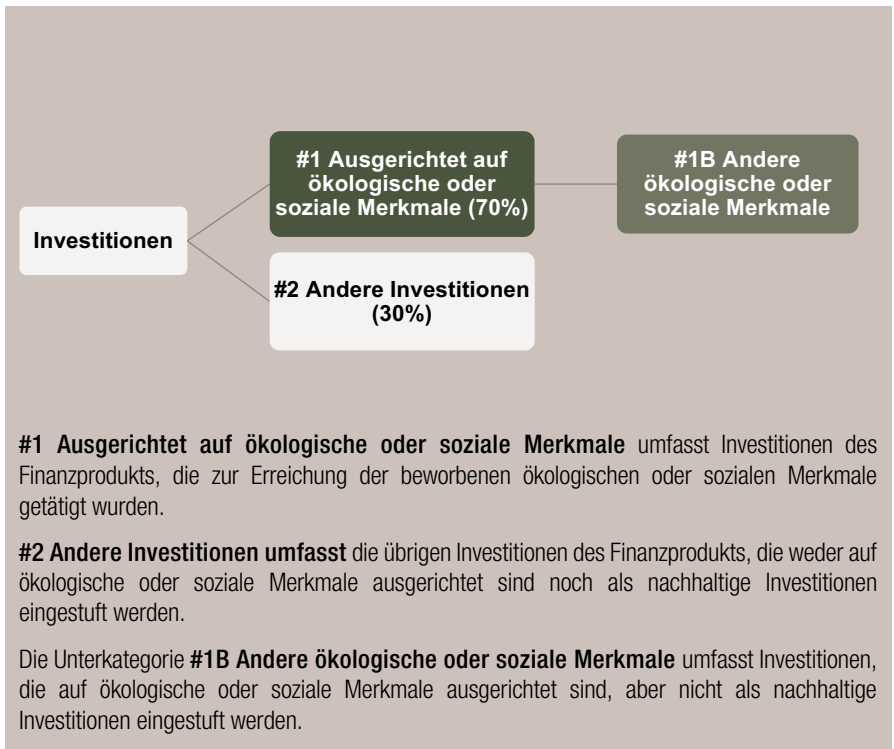 #1 Ausgerichtet auf
ökologische oder
soziale Merkmale (70%)
#1B Andere
ökologische oder
soziale Merkmale
Investitionen
#2 Andere Investitionen
(30%)
#1 Ausgerichtet auf ökologische oder soziale Merkmale umfasst Investitionen des
Finanzprodukts, die zur Erreichung der beworbenen ökologischen oder sozialen Merkmale
getätigt wurden.
#2 Andere Investitionen umfasst die übrigen Investitionen des Finanzprodukts, die weder auf
ökologische oder soziale Merkmale ausgerichtet sind noch als nachhaltige Investitionen
eingestuft werden.
Die Unterkategorie #1B Andere ökologische oder soziale Merkmale umfasst Investitionen,
die auf ökologische oder soziale Merkmale ausgerichtet sind, aber nicht als nachhaltige
Investitionen eingestuft werden.